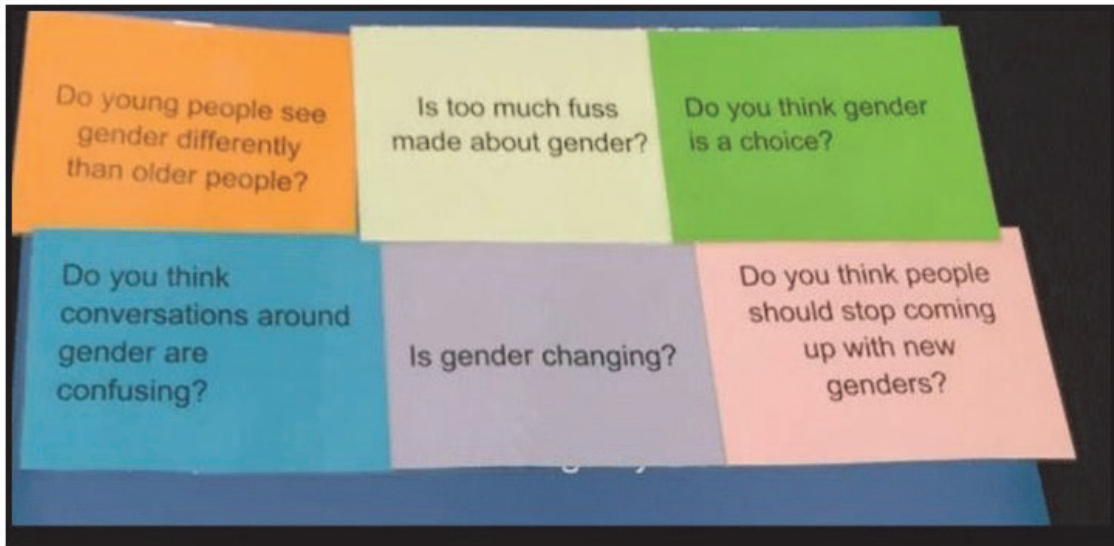 Do young people see
gender differently
than older people?
Is too much fuss
made about gender?
Do you think gender
is a choice?
Do you think
conversations around
gender are
confusing?
Is gender changing?
Do you think people
should stop coming
up with new
genders?